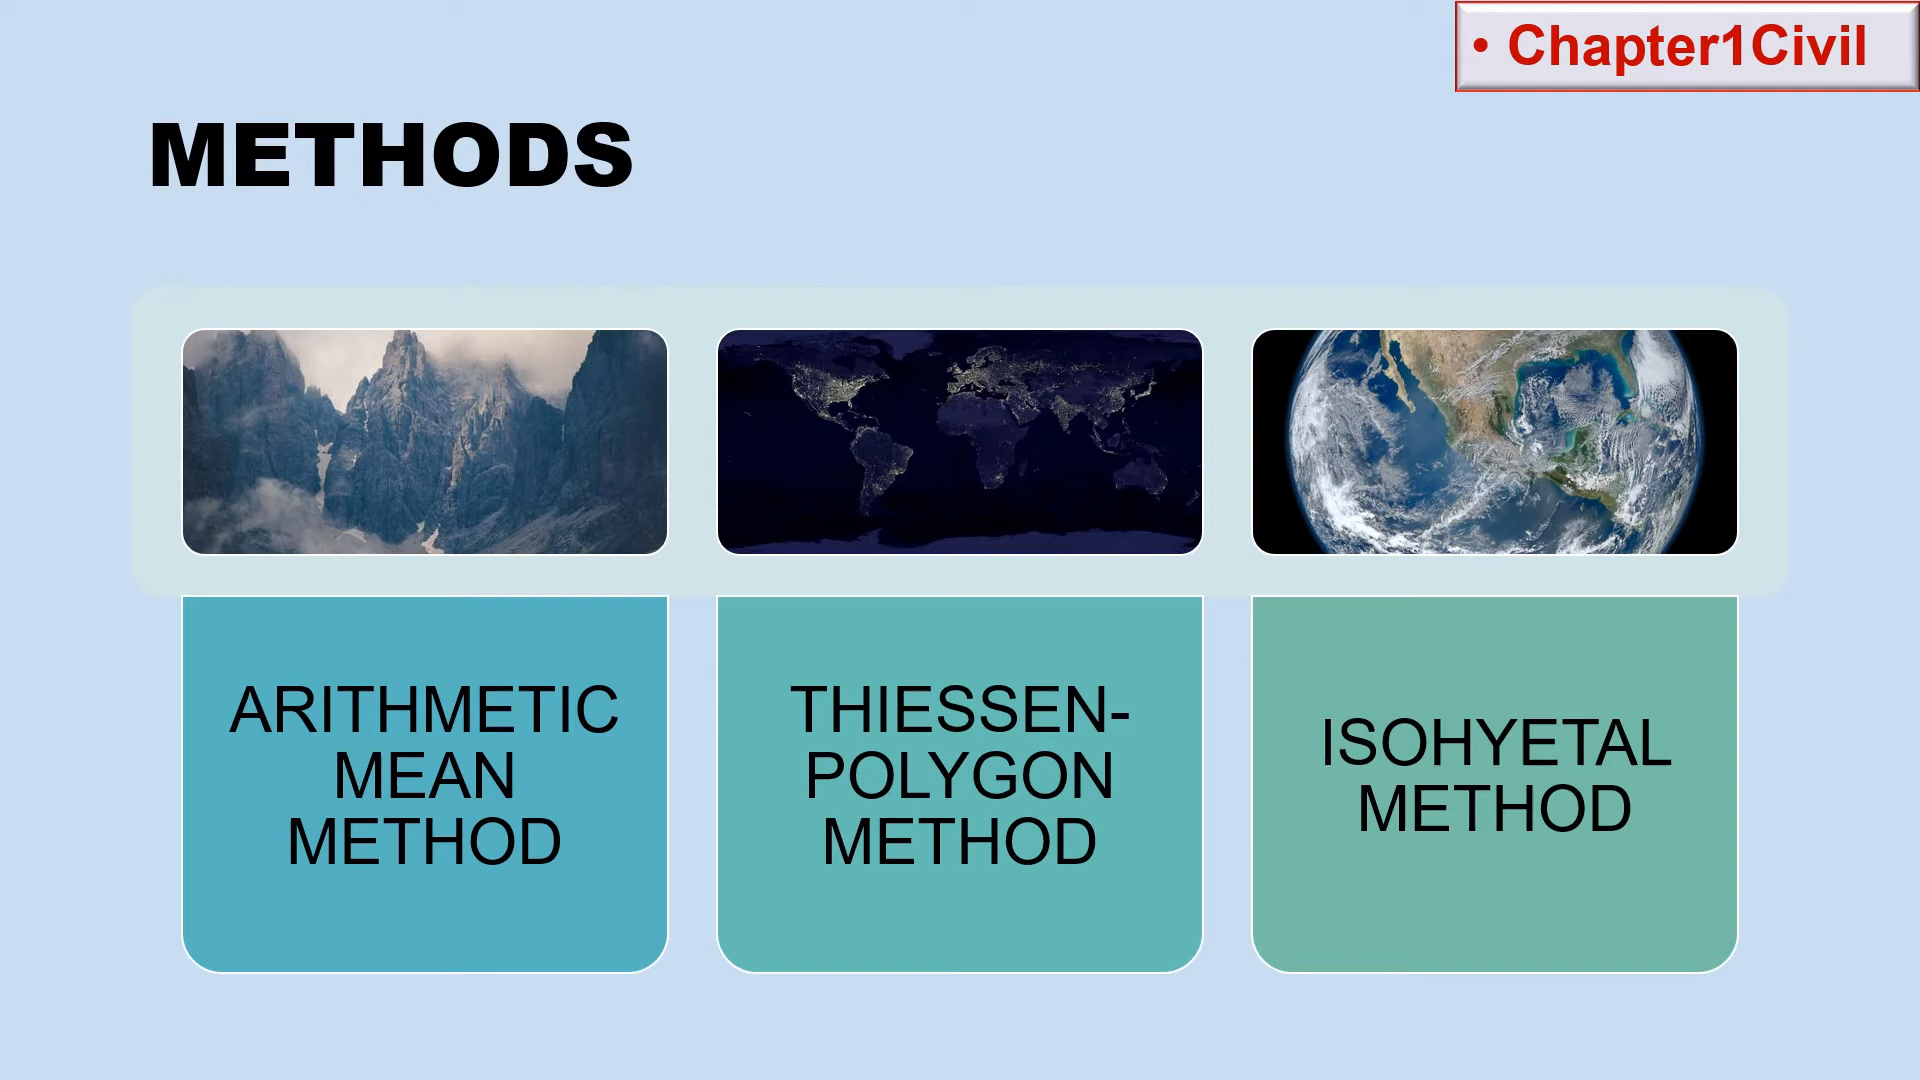 • Chapter1Civil
METHODS
ARITHMETIC
MEAN
METHOD
THIESSEN-
POLYGON
METHOD
ISOHYETAL
METHOD